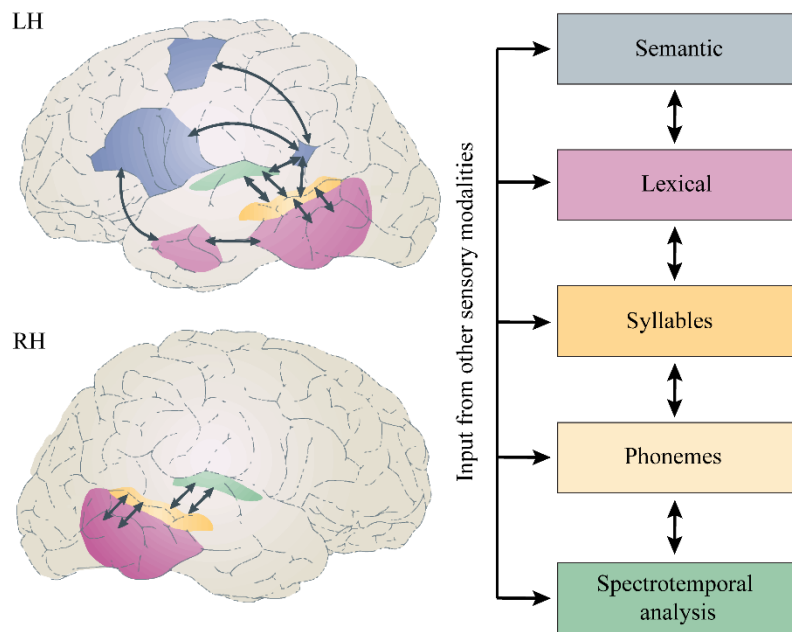 LH
RH
Input from other sensory modalities
Semantic
Lexical
Syllables
Phonemes
Spectrotemporal
analysis